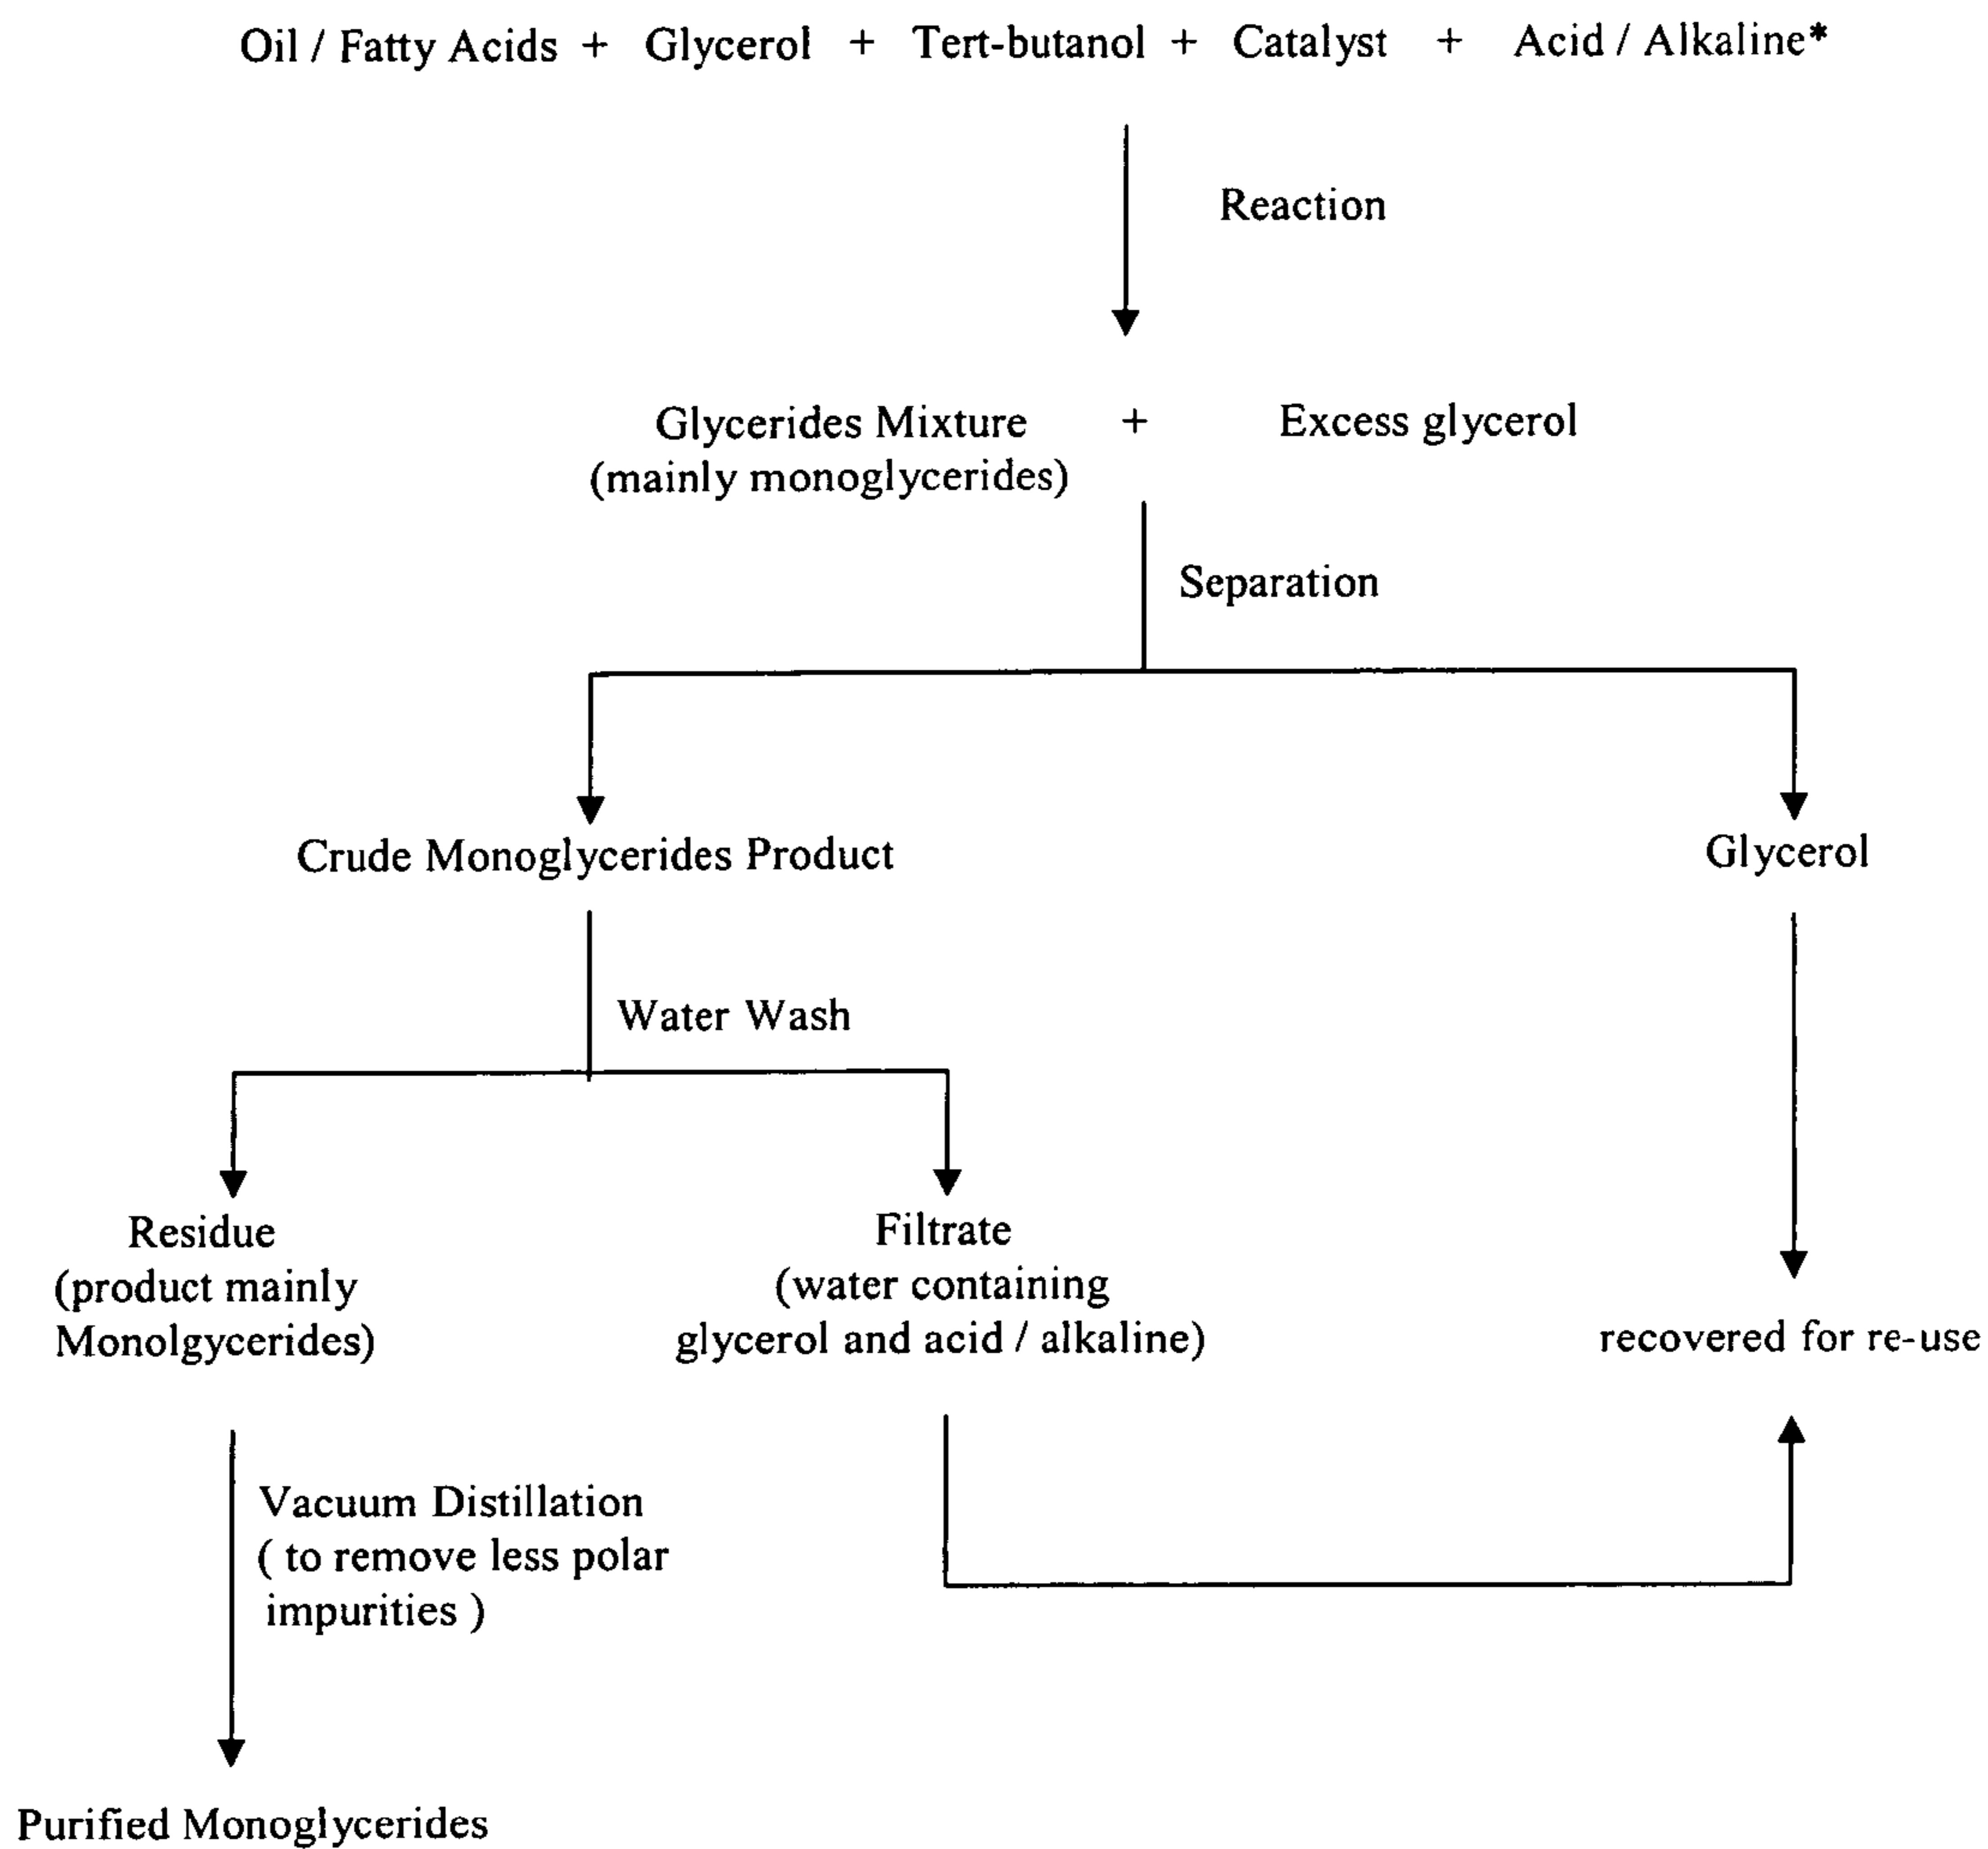 Oil / Fatty Acids + Glycerol + Tert-butanol + Catalyst + Acid / Alkaline*
Reaction
Glycerides Mixture + Excess glycerol
(mainly monoglycerides)
Separation
Crude Monoglycerides Product
Glycerol
Water Wash
Residue
(product mainly
Monolgycerides)
Filtrate
(water containing
glycerol and acid / alkaline)
recovered for re-use
Vacuum Distillation
( to remove less polar
impurities )
Purified Monoglycerides